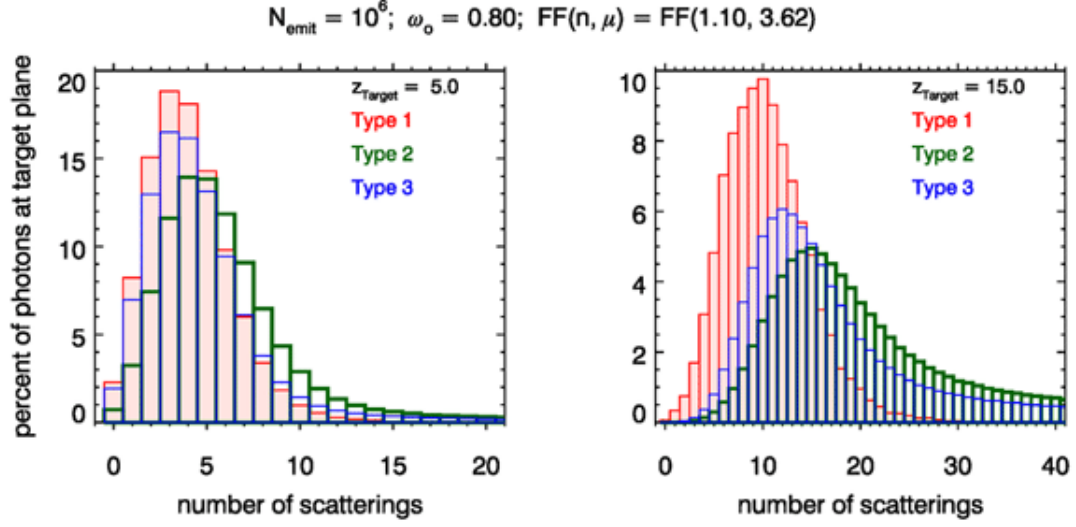 N_emit = 10^6; ω_o = 0.80; FF(n, μ) = FF(1.10, 3.62)
percent of photons at target plane
20
15
10
5
0
z_Target = 5.0
Type 1
Type 2
Type 3
0 5 10 15 20
number of scatterings
10
8
6
4
2
0
z_Target = 15.0
Type 1
Type 2
Type 3
0 10 20 30 40
number of scatterings